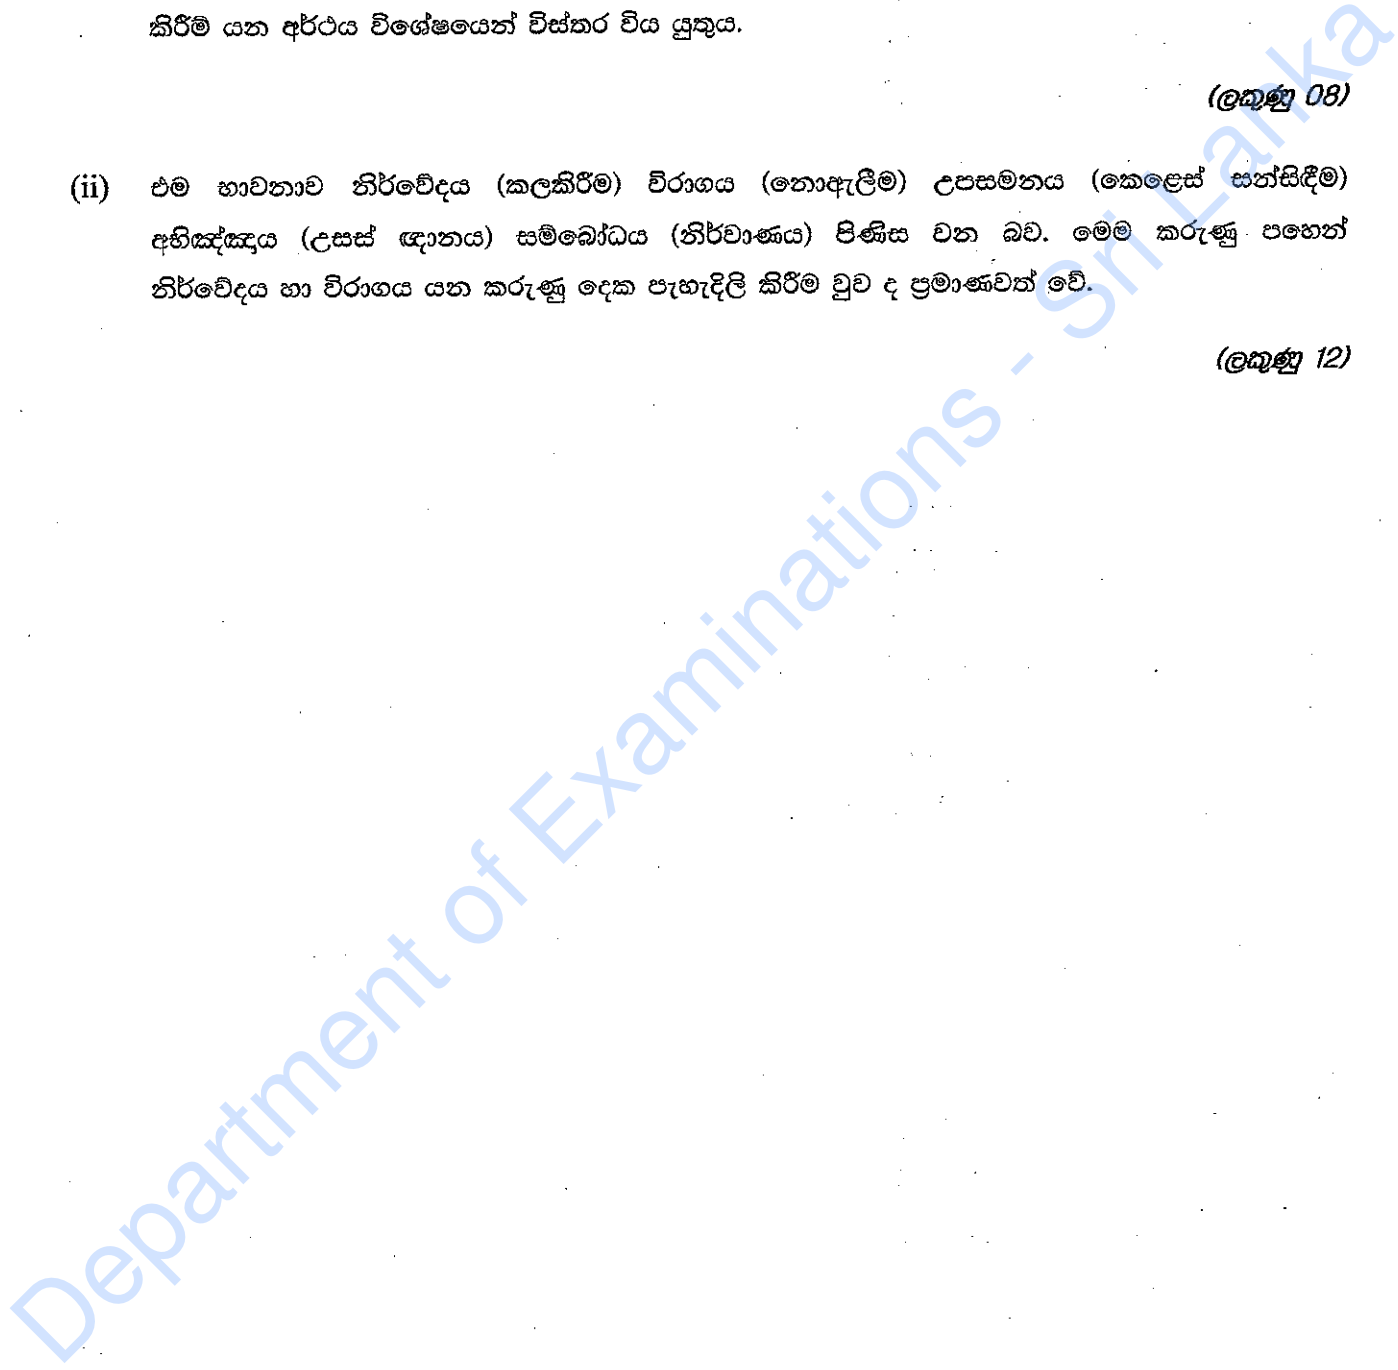 කිරීම් යන අර්ථය විශේෂයෙන් විස්තර විය යුතුය.
(ලකුණු 08)
(ii) එම භාවනාව නිර්වේදය (කලකිරීම) විරාගය (නොඇලීම) උපසමනය (කෙළෙස් සන්සිඳීම)
අභිඤ්ඤාය (උසස් ඥානය) සම්බෝධය (නිර්වාණය) පිණිස වන බව. මෙම කරුණු පහෙන්
නිර්වේදය හා විරාගය යන කරුණු දෙක පැහැදිලි කිරීම වුව ද ප්‍රමාණවත් වේ.
(ලකුණු 12)
Department of Examinations - Sri Lanka